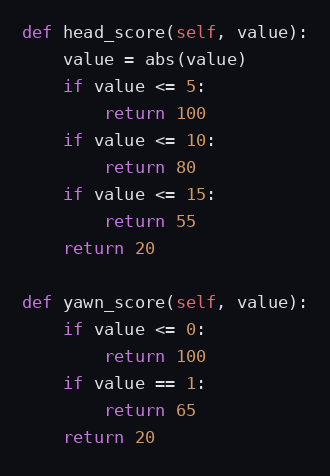 def head_score(self, value):
    value = abs(value)
    if value <= 5:
        return 100
    if value <= 10:
        return 80
    if value <= 15:
        return 55
    return 20

def yawn_score(self, value):
    if value <= 0:
        return 100
    if value == 1:
        return 65
    return 20